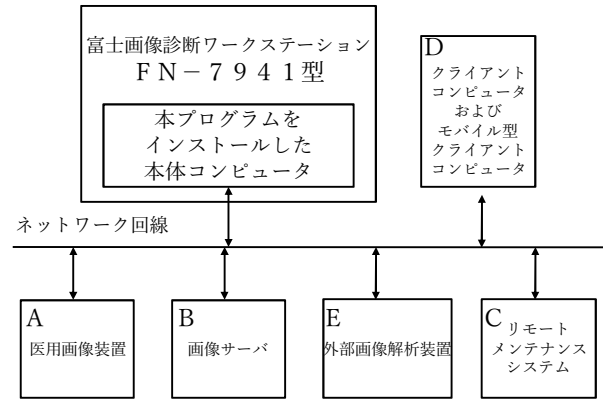 富士画像診断ワークステーション
ＦＮ－７９４１型
本プログラムを
インストールした
本体コンピュータ
D
クライアント
コンピュータ
および
モバイル型
クライアント
コンピュータ
ネットワーク回線
A
医用画像装置
B
画像サーバ
E
外部画像解析装置
C
リモート
メンテナンス
システム